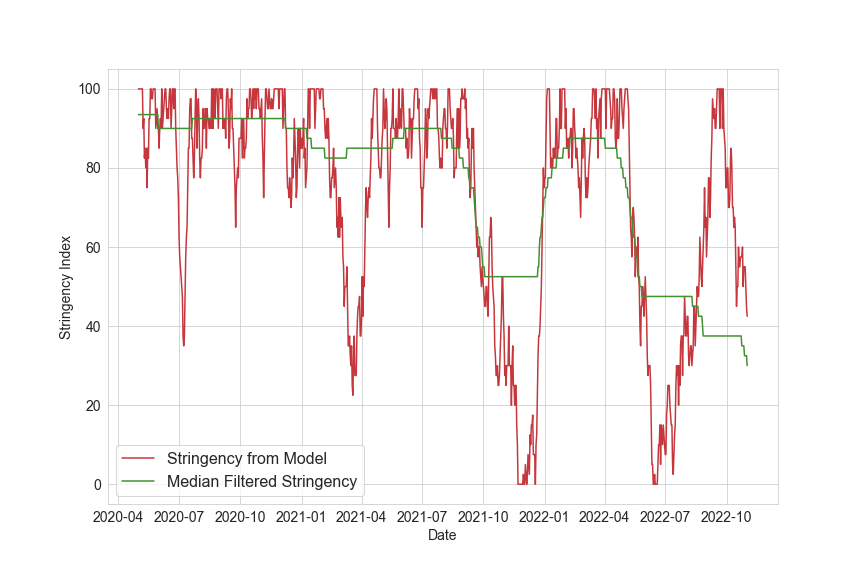 100
80
60
40
20
0
Stringency Index
Stringency from Model
Median Filtered Stringency
2020-04 2020-07 2020-10 2021-01 2021-04 2021-07 2021-10 2022-01 2022-04 2022-07 2022-10
Date